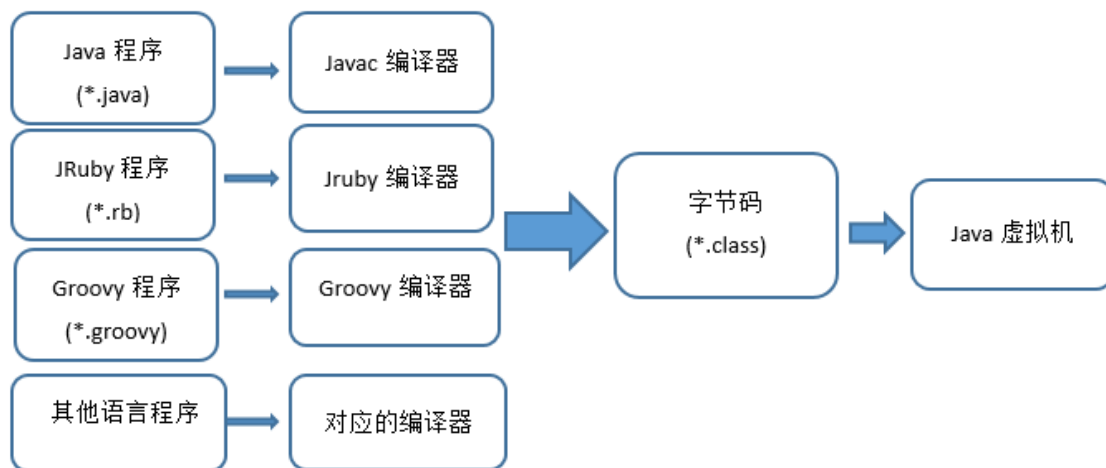 Java 程序
(*.java)
Javac 编译器
JRuby 程序
(*.rb)
Jruby 编译器
Groovy 程序
(*.groovy)
Groovy 编译器
其他语言程序
对应的编译器
字节码
(*.class)
Java 虚拟机